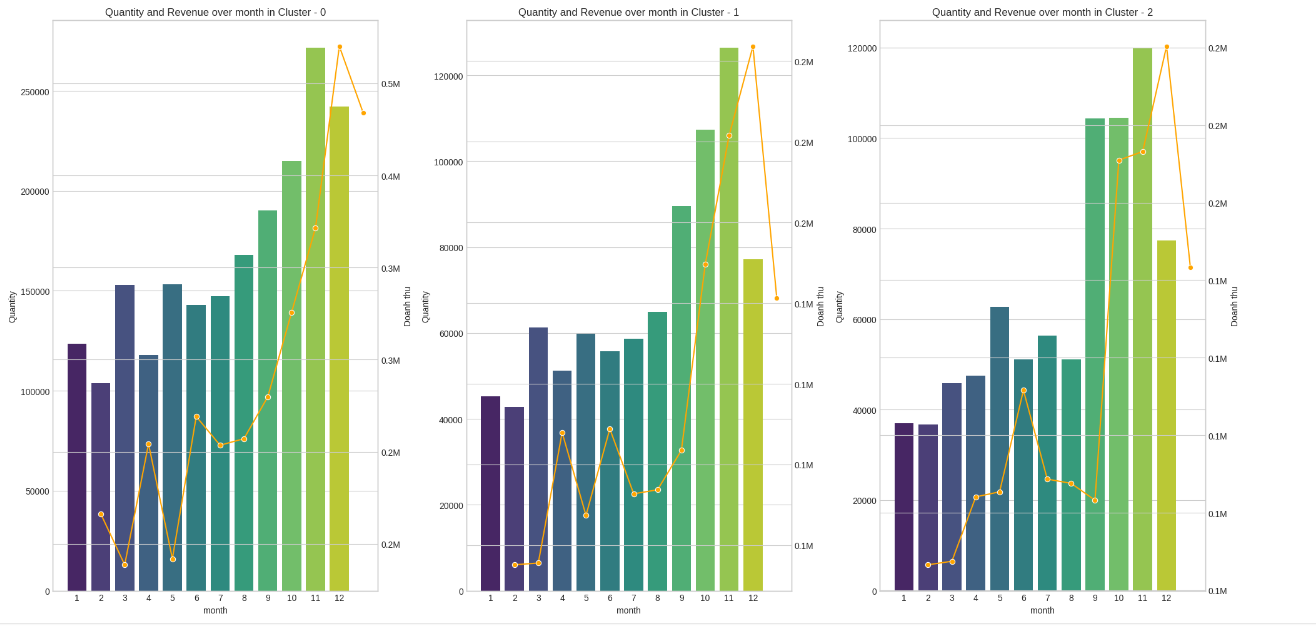 Quantity and Revenue over month in Cluster - 0
250000
200000
150000
100000
50000
0
Quantity
0.5M
0.4M
0.3M
0.3M
0.2M
0.2M
Doanh thu
1 2 3 4 5 6 7 8 9 10 11 12
month
Quantity and Revenue over month in Cluster - 1
120000
100000
80000
60000
40000
20000
0
Quantity
0.2M
0.2M
0.2M
0.1M
0.1M
0.1M
0.1M
Doanh thu
1 2 3 4 5 6 7 8 9 10 11 12
month
Quantity and Revenue over month in Cluster - 2
120000
100000
80000
60000
40000
20000
0
Quantity
0.2M
0.2M
0.2M
0.1M
0.1M
0.1M
0.1M
0.1M
Doanh thu
1 2 3 4 5 6 7 8 9 10 11 12
month